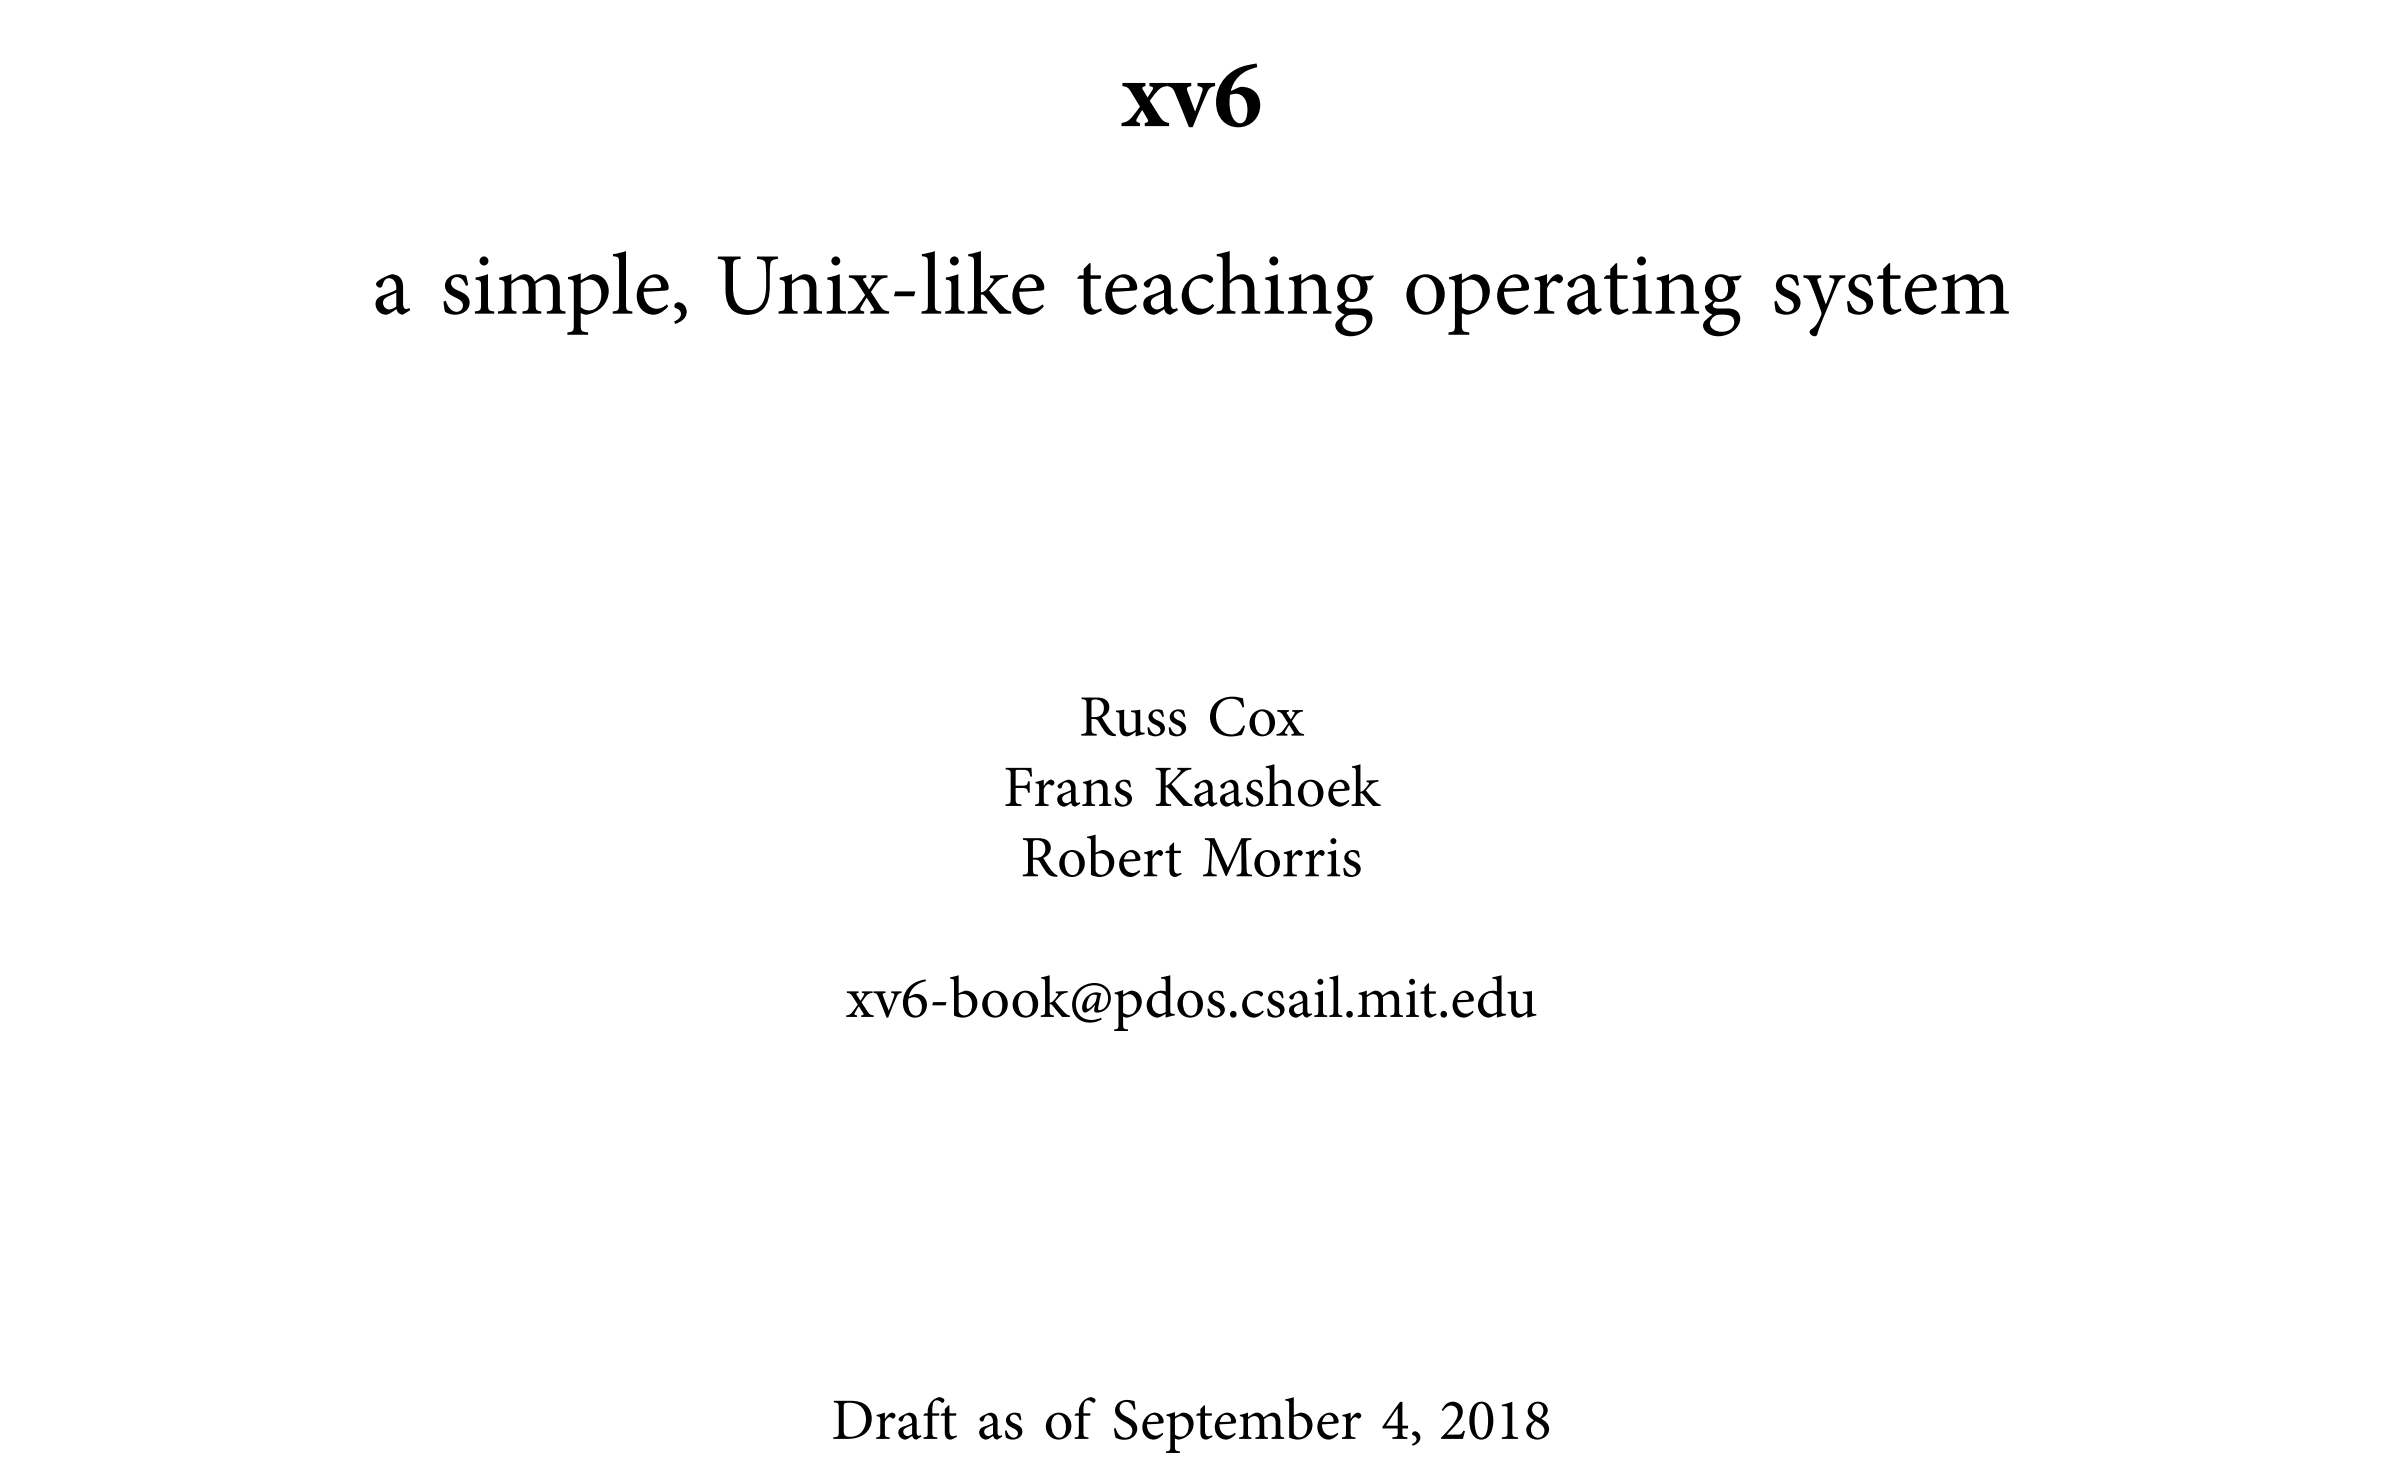 xv6
a simple, Unix-like teaching operating system
Russ Cox
Frans Kaashoek
Robert Morris
xv6-book@pdos.csail.mit.edu
Draft as of September 4, 2018